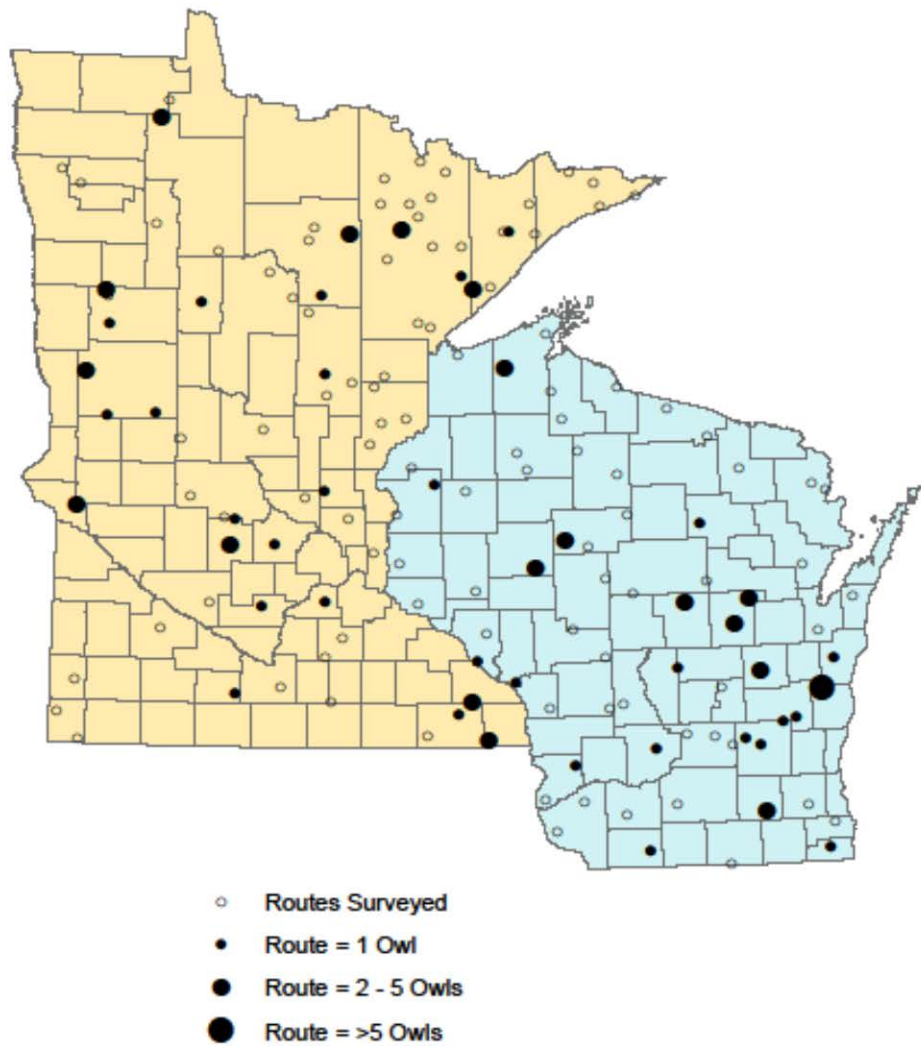 Routes Surveyed
Route = 1 Owl
Route = 2 - 5 Owls
Route = >5 Owls